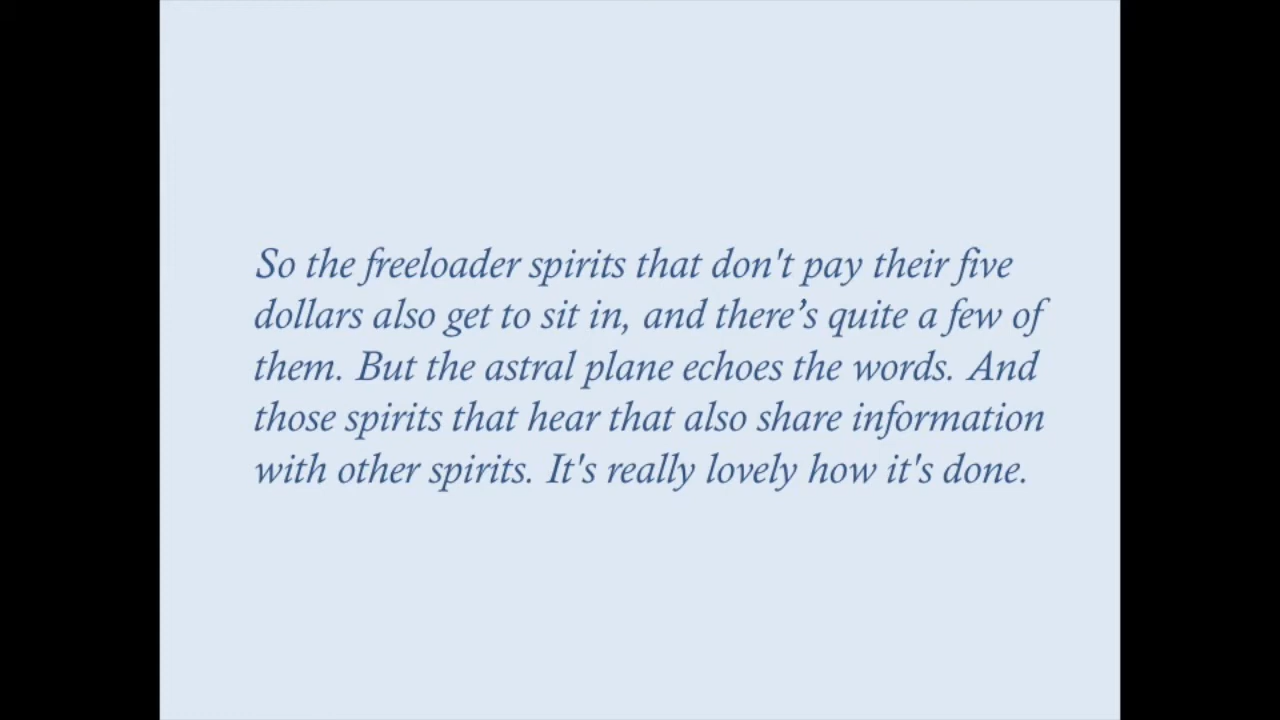 So the freeloader spirits that don't pay their five
dollars also get to sit in, and there’s quite a few of
them. But the astral plane echoes the words. And
those spirits that hear that also share information
with other spirits. It's really lovely how it's done.